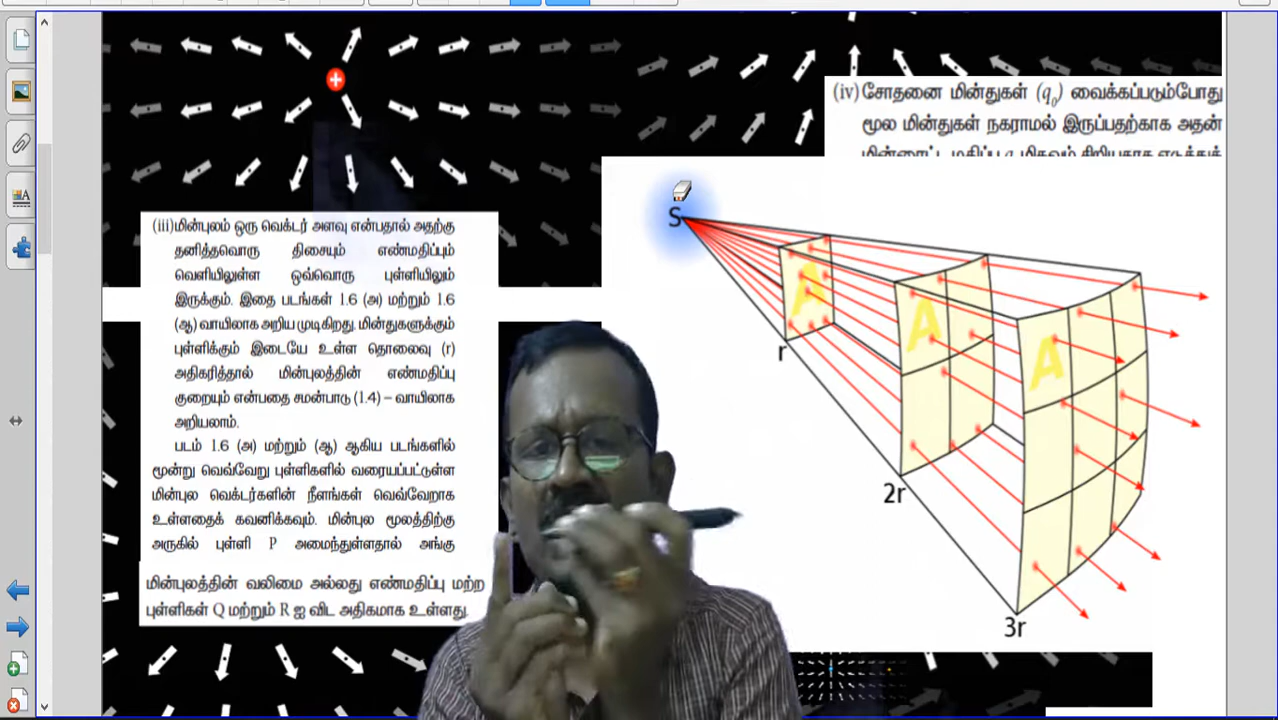 (iv) சோதனை மின்துகள் (q₀) வைக்கப்படும்போது
மூல மின்துகள் நகராமல் இருப்பதற்காக அதன்
(iii) மின்புலம் ஒரு வெக்டர் அளவு என்பதால் அதற்கு
தனித்தவொரு திசையும் எண்மதிப்பும்
வெளியிலுள்ள ஒவ்வொரு புள்ளியிலும்
இருக்கும். இதை படங்கள் 1.6 (அ) மற்றும் 1.6
(ஆ) வாயிலாக அறிய முடிகிறது. மின்துகளுக்கும்
புள்ளிக்கும் இடையே உள்ள தொலைவு (r)
அதிகரித்தால் மின்புலத்தின் எண்மதிப்பு
குறையும் என்பதை சமன்பாடு (1.4) – வாயிலாக
அறியலாம்.
படம் 1.6 (அ) மற்றும் (ஆ) ஆகிய படங்களில்
மூன்று வெவ்வேறு புள்ளிகளில் வரையப்பட்டுள்ள
மின்புல வெக்டர்களின் நீளங்கள் வெவ்வேறாக
உள்ளதைக் கவனிக்கவும். மின்புல மூலத்திற்கு
அருகில் புள்ளி P அமைந்துள்ளதால் அங்கு
மின்புலத்தின் வலிமை அல்லது எண்மதிப்பு மற்ற
புள்ளிகள் Q மற்றும் R ஐ விட அதிகமாக உள்ளது.
S
A
A
A
r
2r
3r